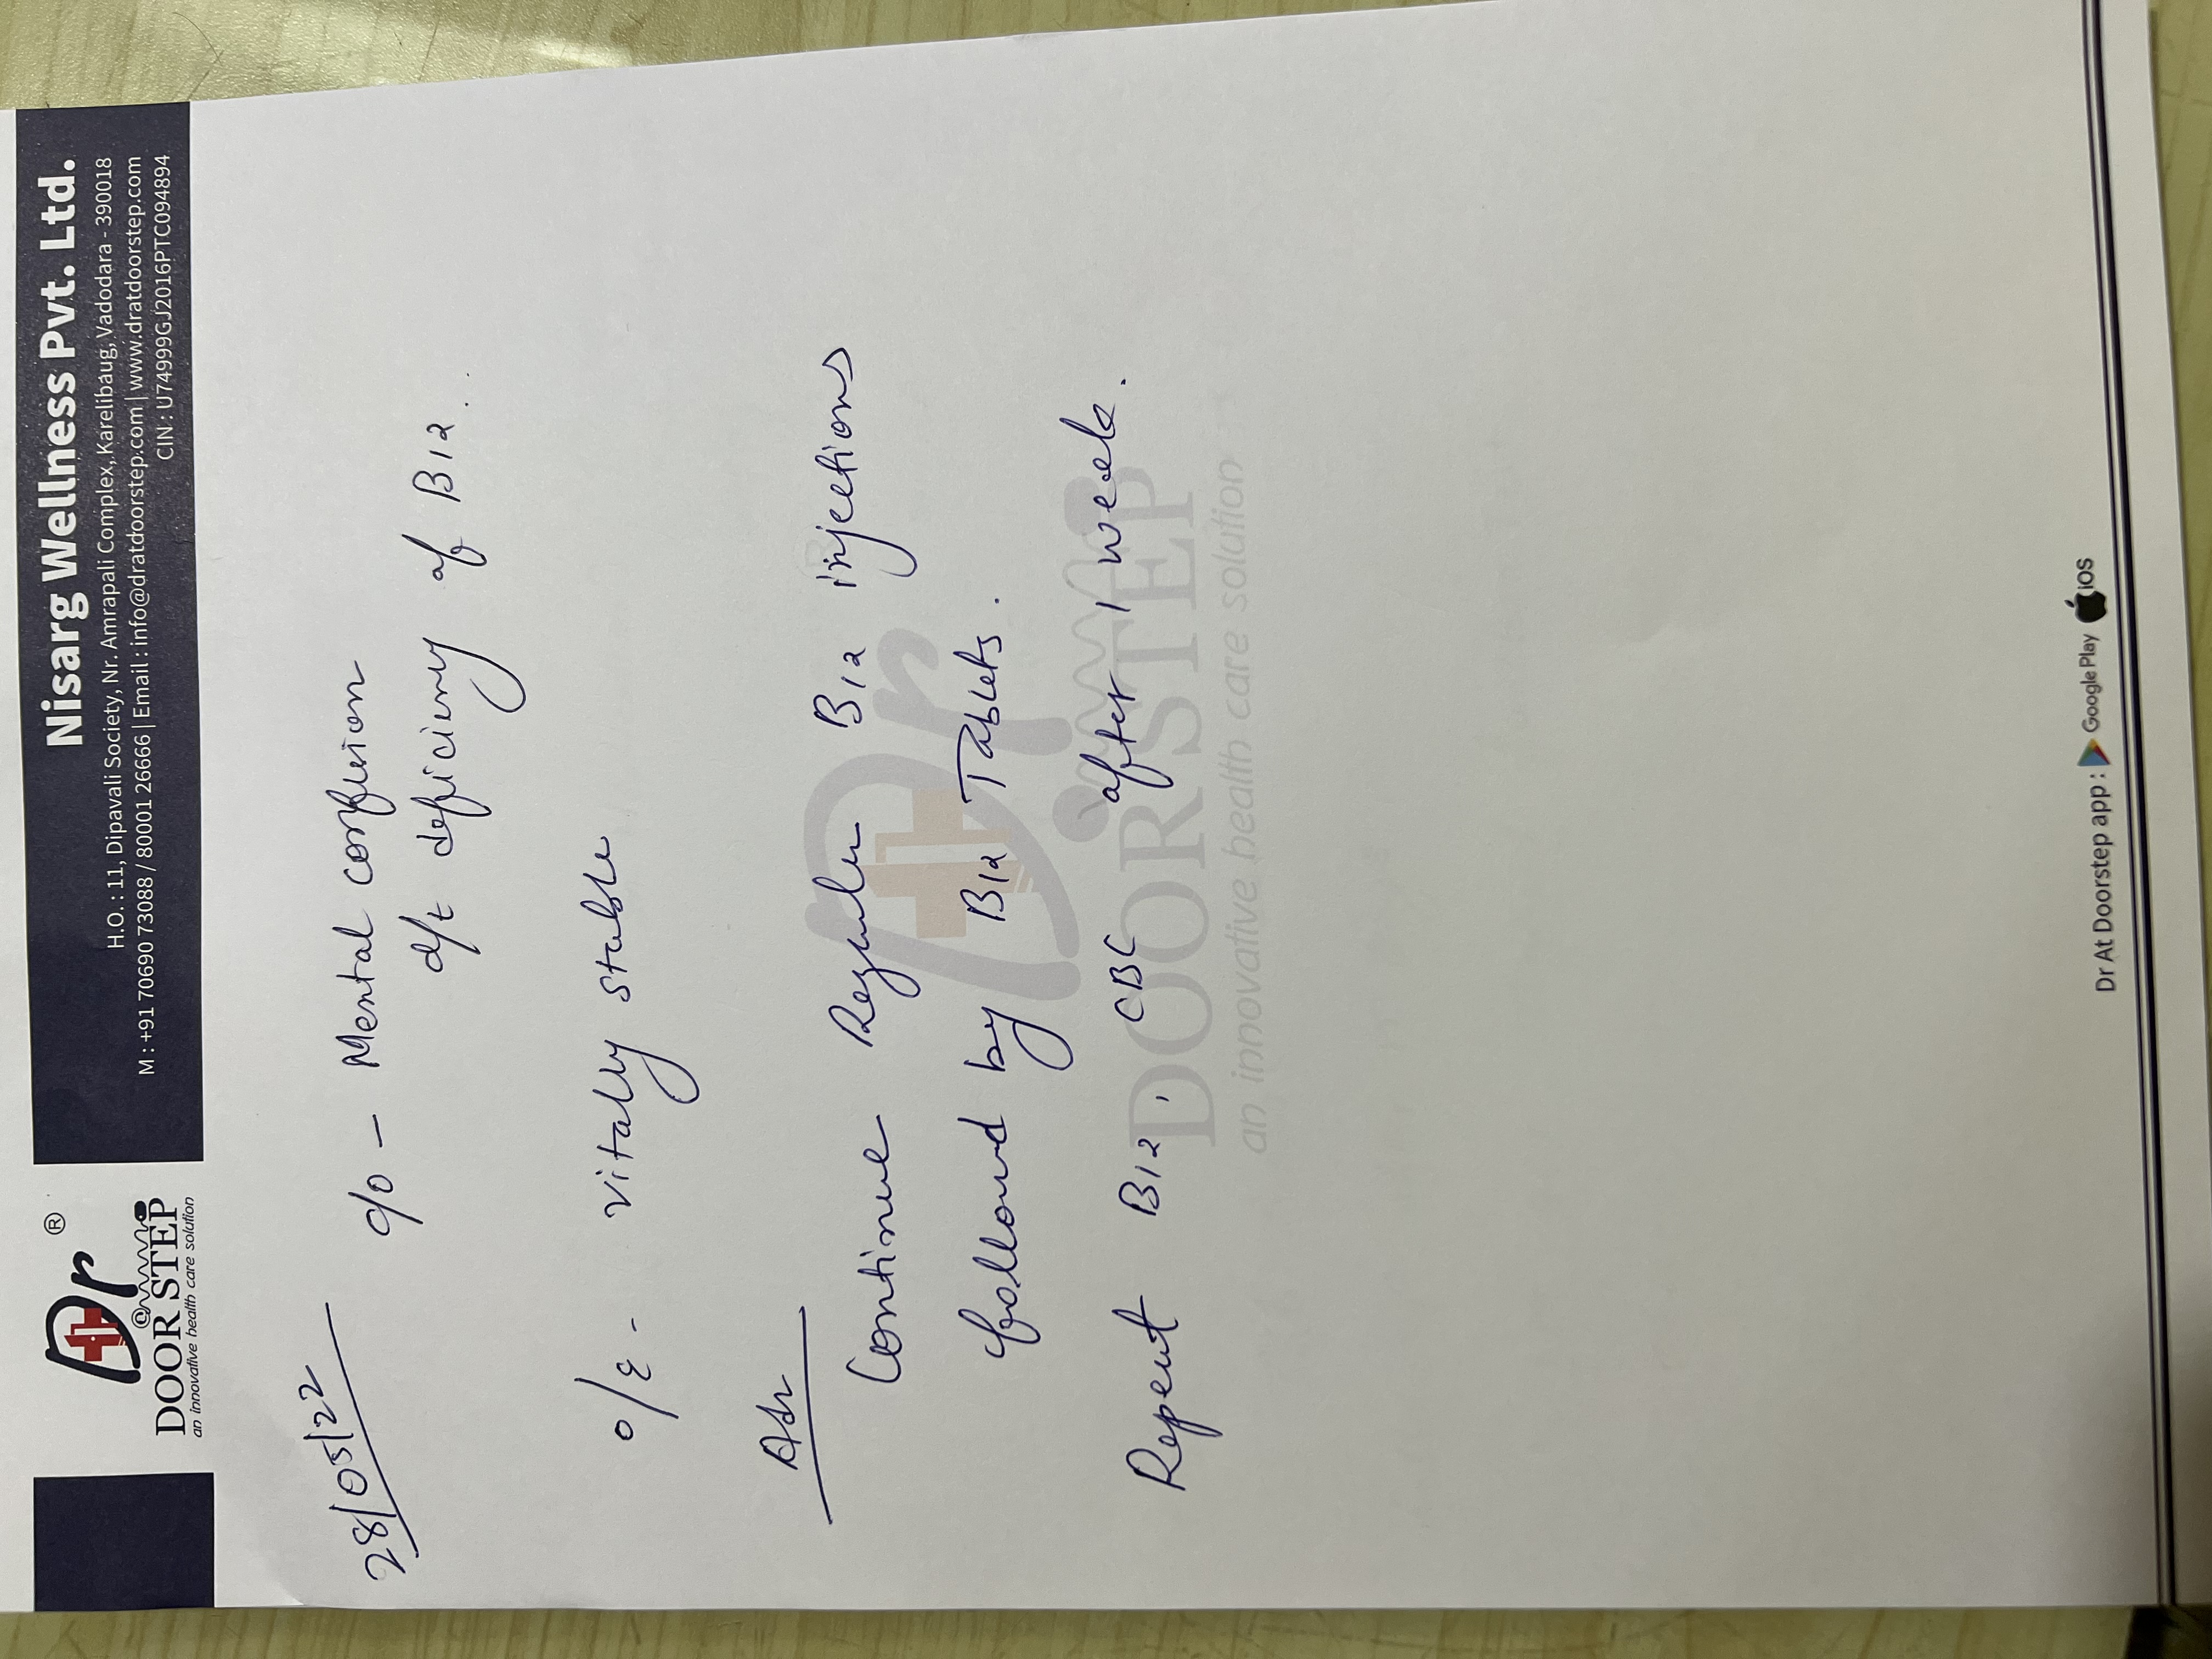 Dr ®
@
DOOR STEP
an innovative health care solution
Nisarg Wellness Pvt. Ltd.
H.O. : 11, Dipavali Society, Nr. Amrapali Complex, Karelibaug, Vadodara - 390018
M : +91 70690 73088 / 80001 26666 | Email : info@dratdoorstep.com | www.dratdoorstep.com
CIN : U74999GJ2016PTC094894
28/05/22
c/o - Mental confusion
d/t deficiency of B12.
o/e - vitally stable
Adv
Continue Regular B12 injections
followed by B12 Tablets.
Repeat B12, CBC after 1 week.
Dr ®
DOOR STEP
an innovative health care solution
Dr At Doorstep app : Google Play iOS